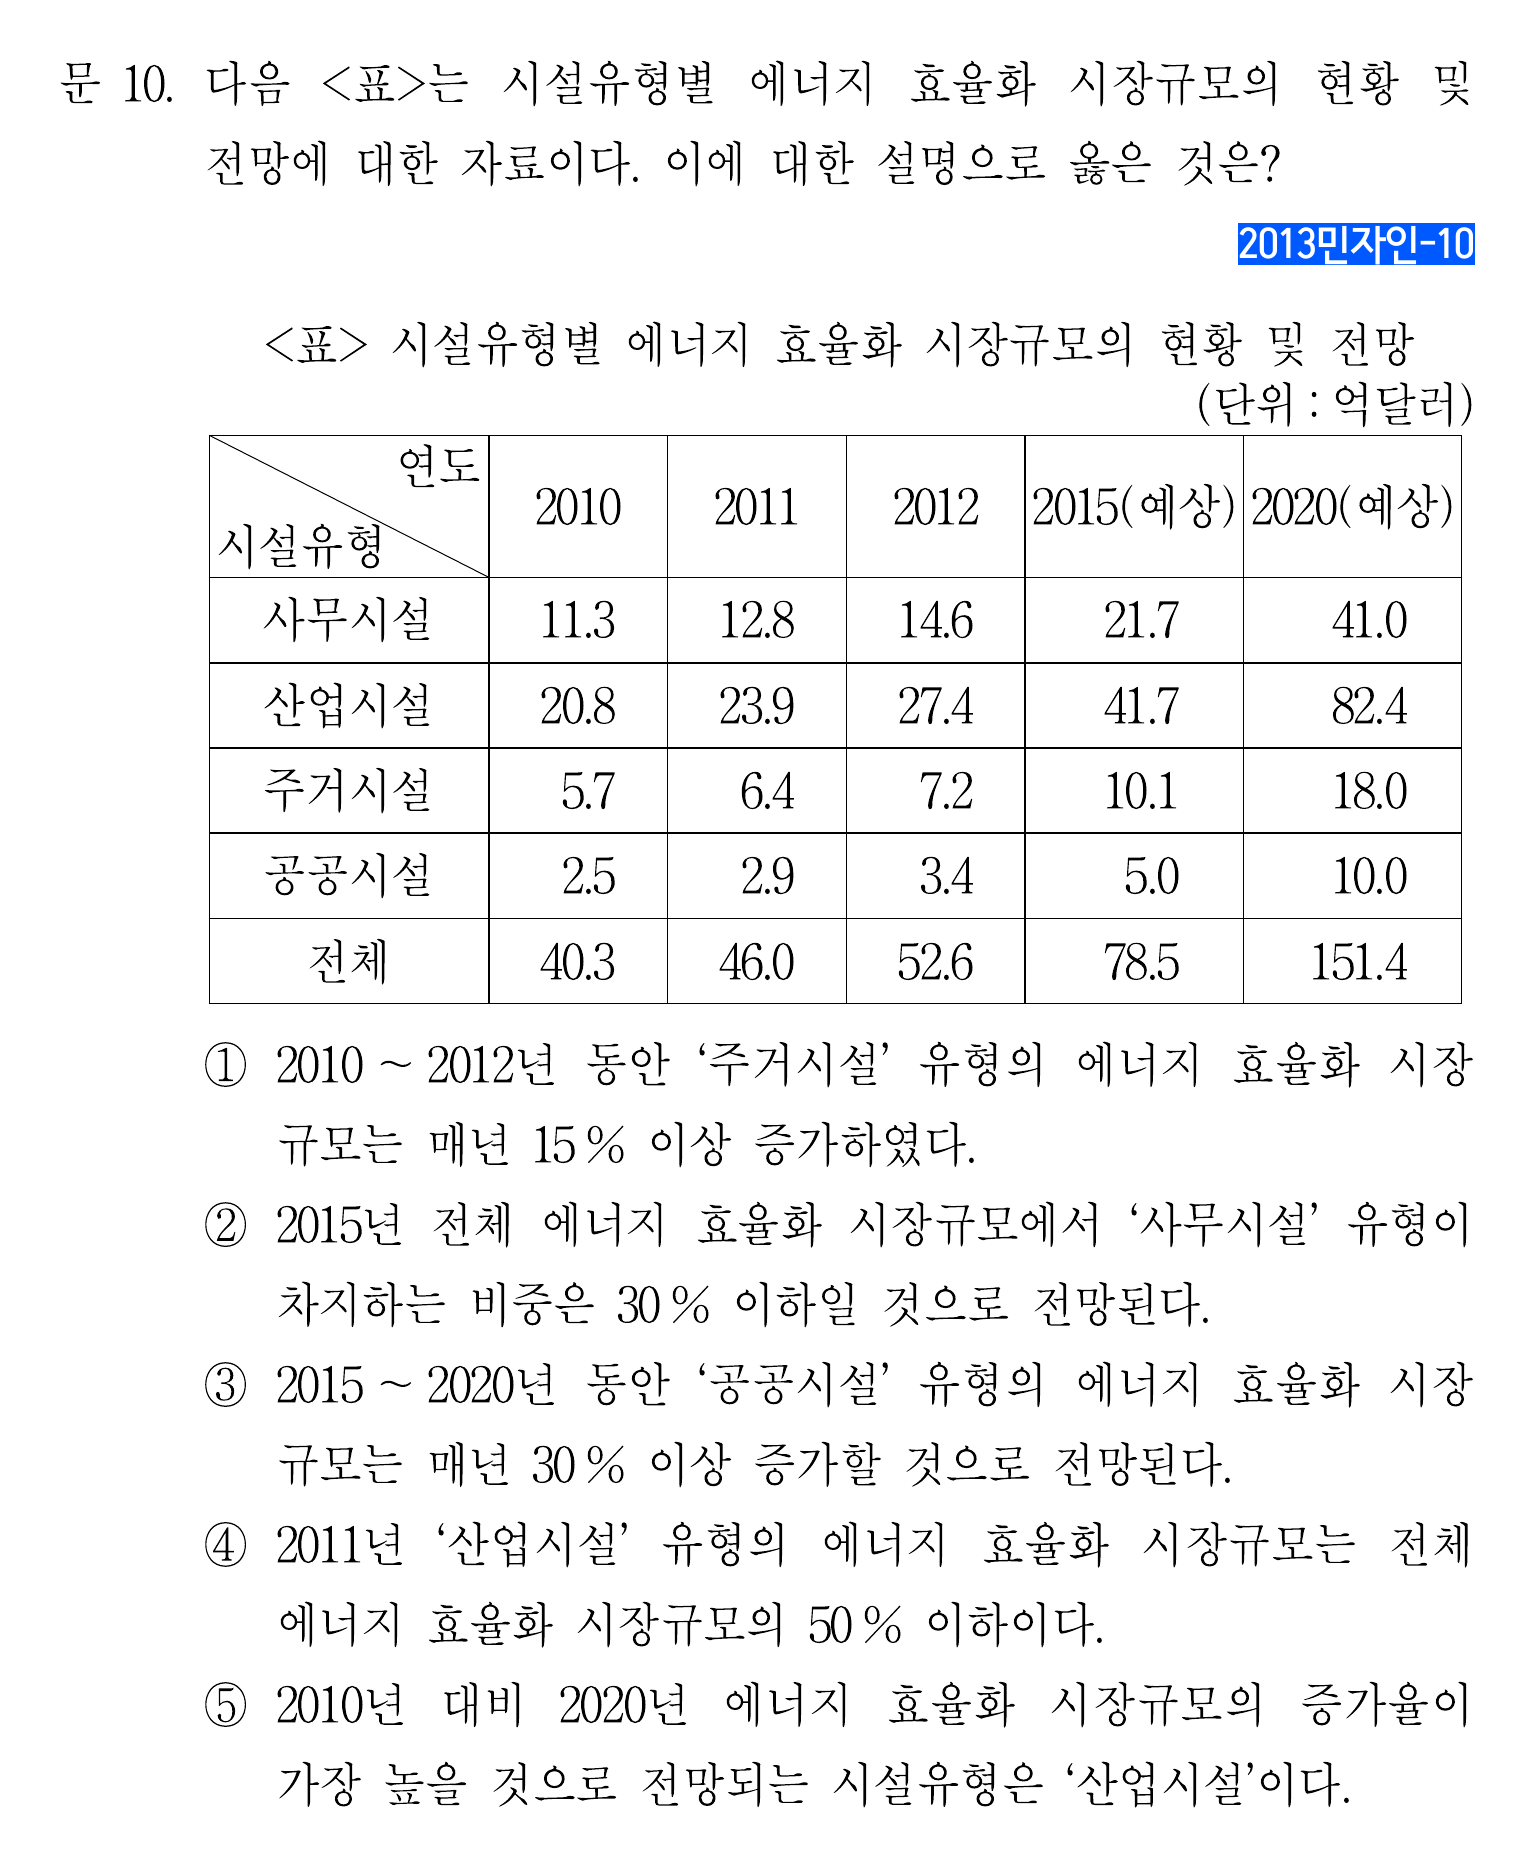 문 10. 다음 <표>는 시설유형별 에너지 효율화 시장규모의 현황 및
전망에 대한 자료이다. 이에 대한 설명으로 옳은 것은?
2013민자인-10
<표> 시설유형별 에너지 효율화 시장규모의 현황 및 전망
(단위 : 억달러)
연도
시설유형 2010 2011 2012 2015(예상) 2020(예상)
사무시설 11.3 12.8 14.6 21.7 41.0
산업시설 20.8 23.9 27.4 41.7 82.4
주거시설 5.7 6.4 7.2 10.1 18.0
공공시설 2.5 2.9 3.4 5.0 10.0
전체 40.3 46.0 52.6 78.5 151.4
① 2010 ~ 2012년 동안 ‘주거시설’ 유형의 에너지 효율화 시장
규모는 매년 15 % 이상 증가하였다.
② 2015년 전체 에너지 효율화 시장규모에서 ‘사무시설’ 유형이
차지하는 비중은 30 % 이하일 것으로 전망된다.
③ 2015 ~ 2020년 동안 ‘공공시설’ 유형의 에너지 효율화 시장
규모는 매년 30 % 이상 증가할 것으로 전망된다.
④ 2011년 ‘산업시설’ 유형의 에너지 효율화 시장규모는 전체
에너지 효율화 시장규모의 50 % 이하이다.
⑤ 2010년 대비 2020년 에너지 효율화 시장규모의 증가율이
가장 높을 것으로 전망되는 시설유형은 ‘산업시설’이다.